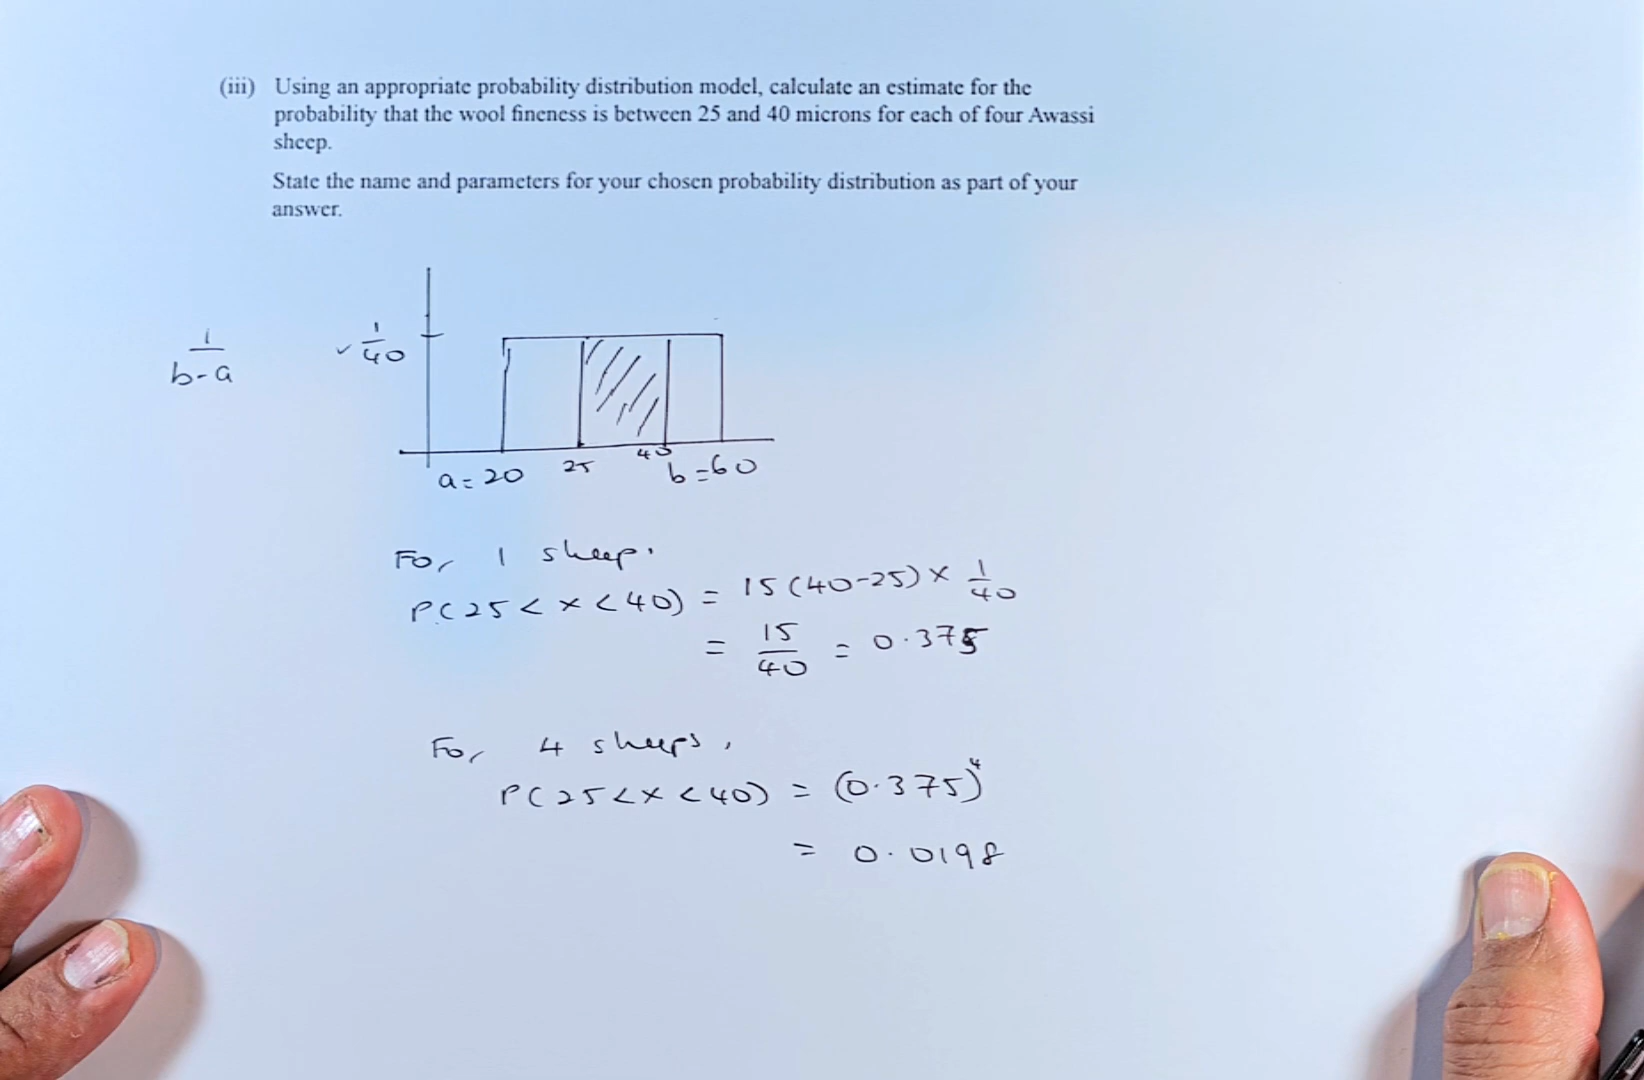 (iii) Using an appropriate probability distribution model, calculate an estimate for the
probability that the wool fineness is between 25 and 40 microns for each of four Awassi
sheep.
State the name and parameters for your chosen probability distribution as part of your
answer.
1/(b-a)
✓ 1/40
a = 20 25 40 b = 60
For 1 sheep.
P(25 < x < 40) = 15 (40-25) × 1/40
= 15/40 = 0.375
For 4 sheeps,
P(25 < x < 40) = (0.375)⁴
= 0.0198